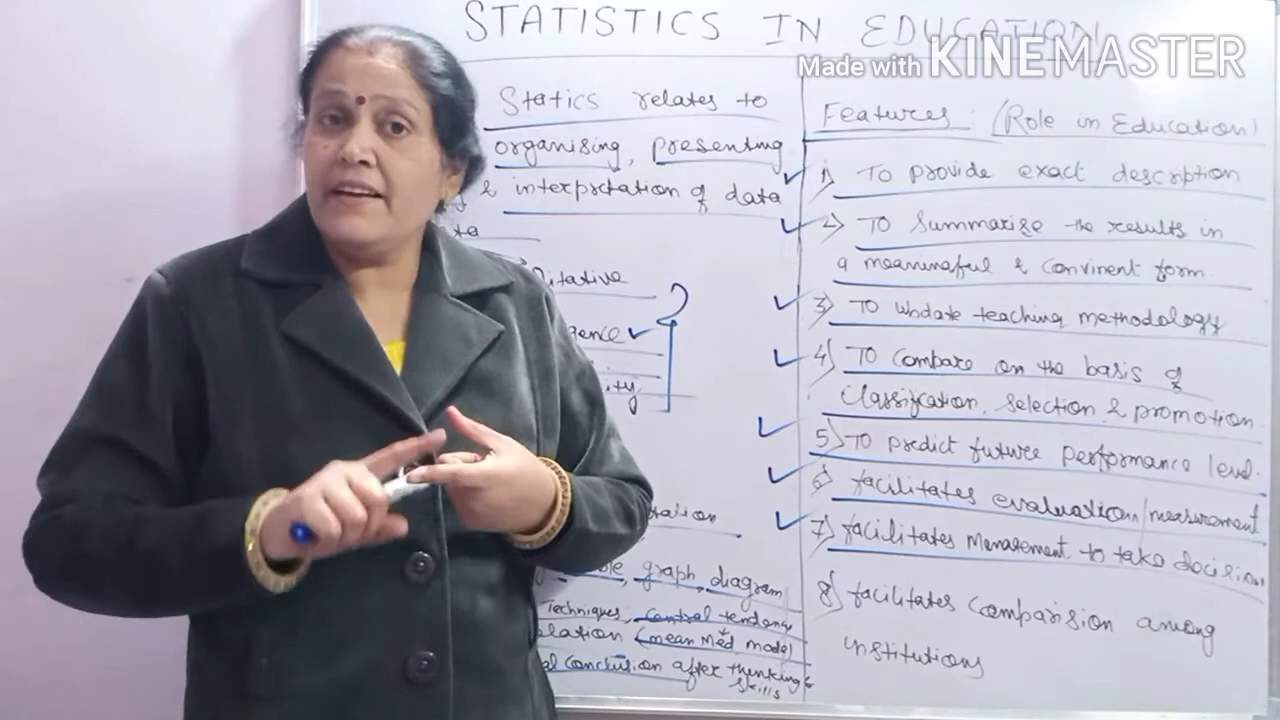 STATISTICS IN EDUCATION
Made with KINEMASTER
Statics relates to
organising, presenting
& interpretation of data
Features : (Role in Education)
1) To provide exact description
2) To Summarize the results in
a meaningful & convinent form.
3) To update teaching methodology
4) To compare on the basis of
classification, selection & promotion.
5) To predict future performance level.
6) facilitates evaluation/measurement
7) facilitates management to take decision
8) facilitates comparision among
institutions
graph, diagram
Techniques, central tendency
(mean med mode)
conclusion after thinking
skills